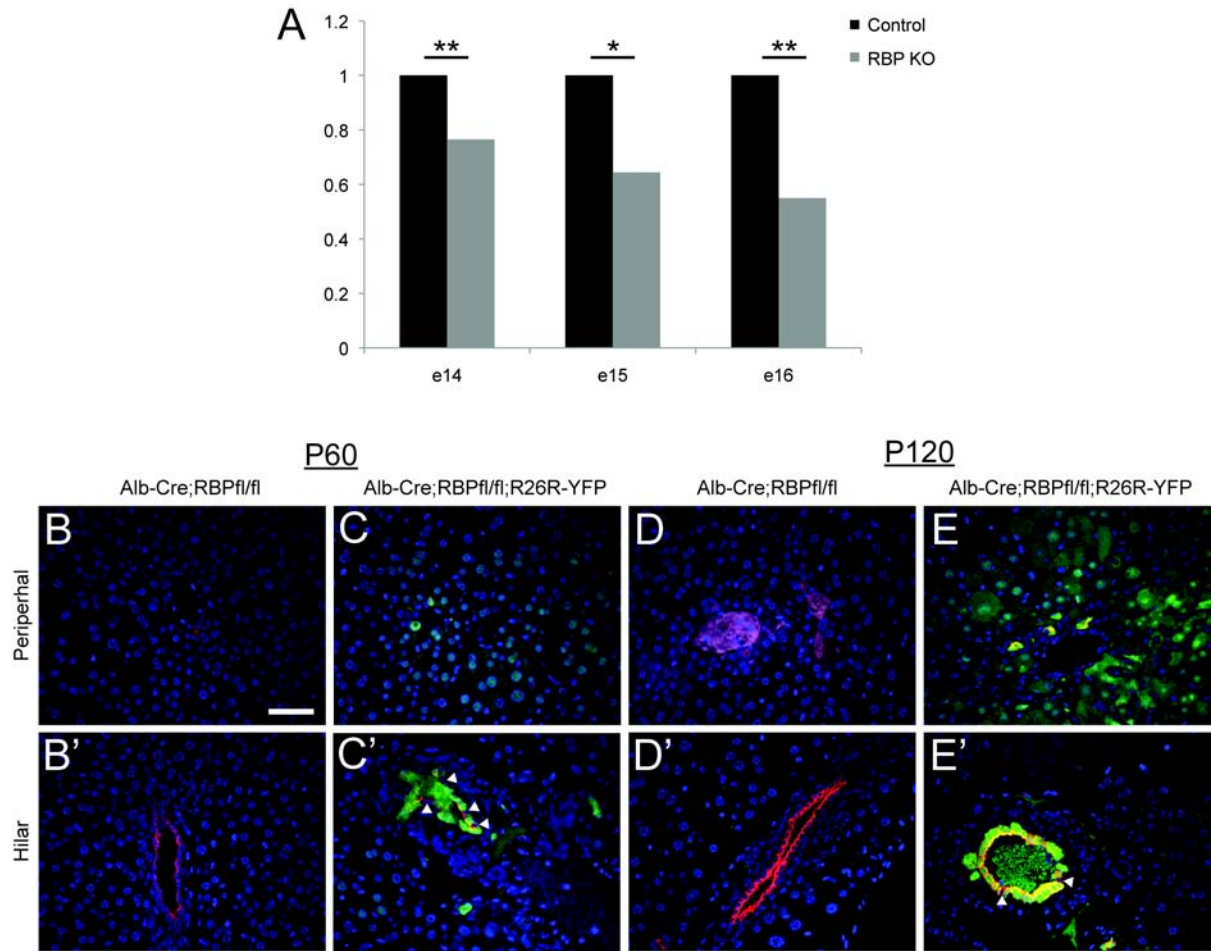 A
1.2
1
0.8
0.6
0.4
0.2
0
** * **
e14 e15 e16
Control
RBP KO
P60 P120
Alb-Cre;RBPfl/fl Alb-Cre;RBPfl/fl;R26R-YFP Alb-Cre;RBPfl/fl Alb-Cre;RBPfl/fl;R26R-YFP
Periperhal
B C D E
Hilar
B' C' D' E'